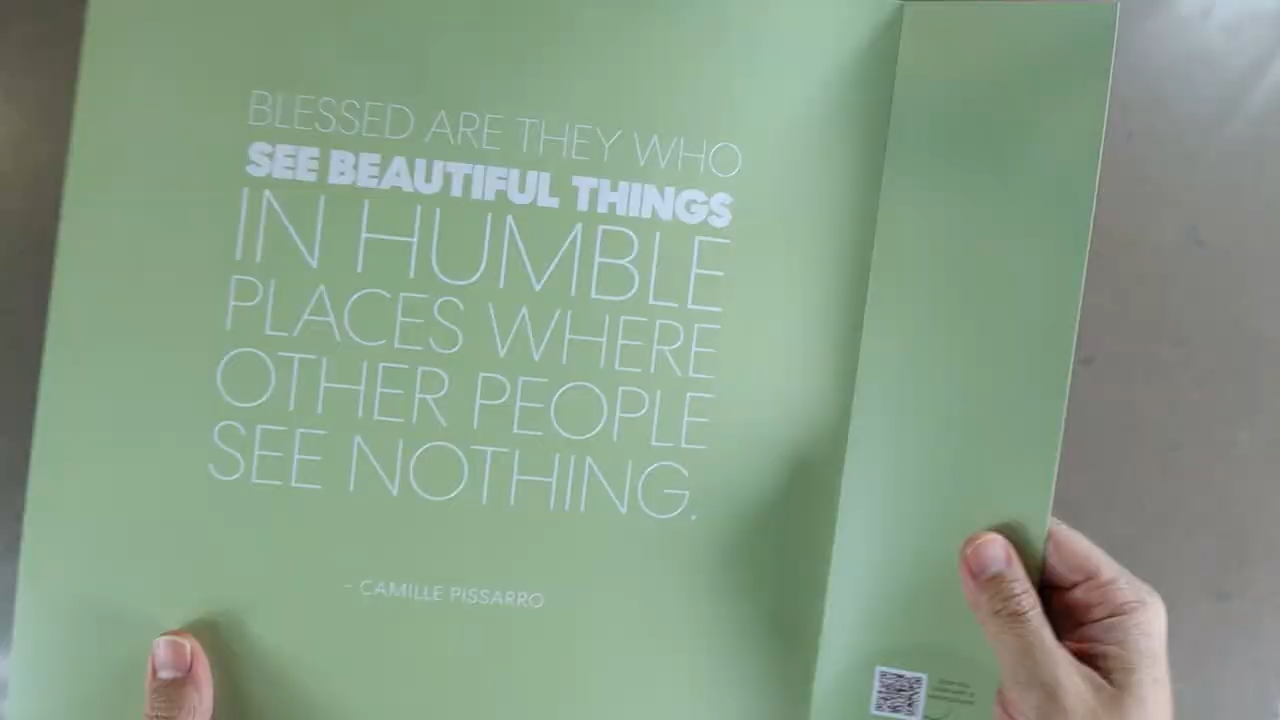 BLESSED ARE THEY WHO
SEE BEAUTIFUL THINGS
IN HUMBLE
PLACES WHERE
OTHER PEOPLE
SEE NOTHING.
- CAMILLE PISSARRO